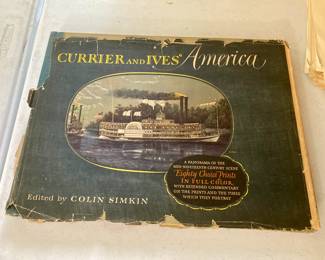 CURRIER AND IVES' America
A PANORAMA OF THE
MID-NINETEENTH-CENTURY SCENE
Eighty Choice Prints
IN FULL COLOR,
WITH EXTENDED COMMENTARY
ON THE PRINTS AND THE TIMES
WHICH THEY PORTRAY
Edited by COLIN SIMKIN